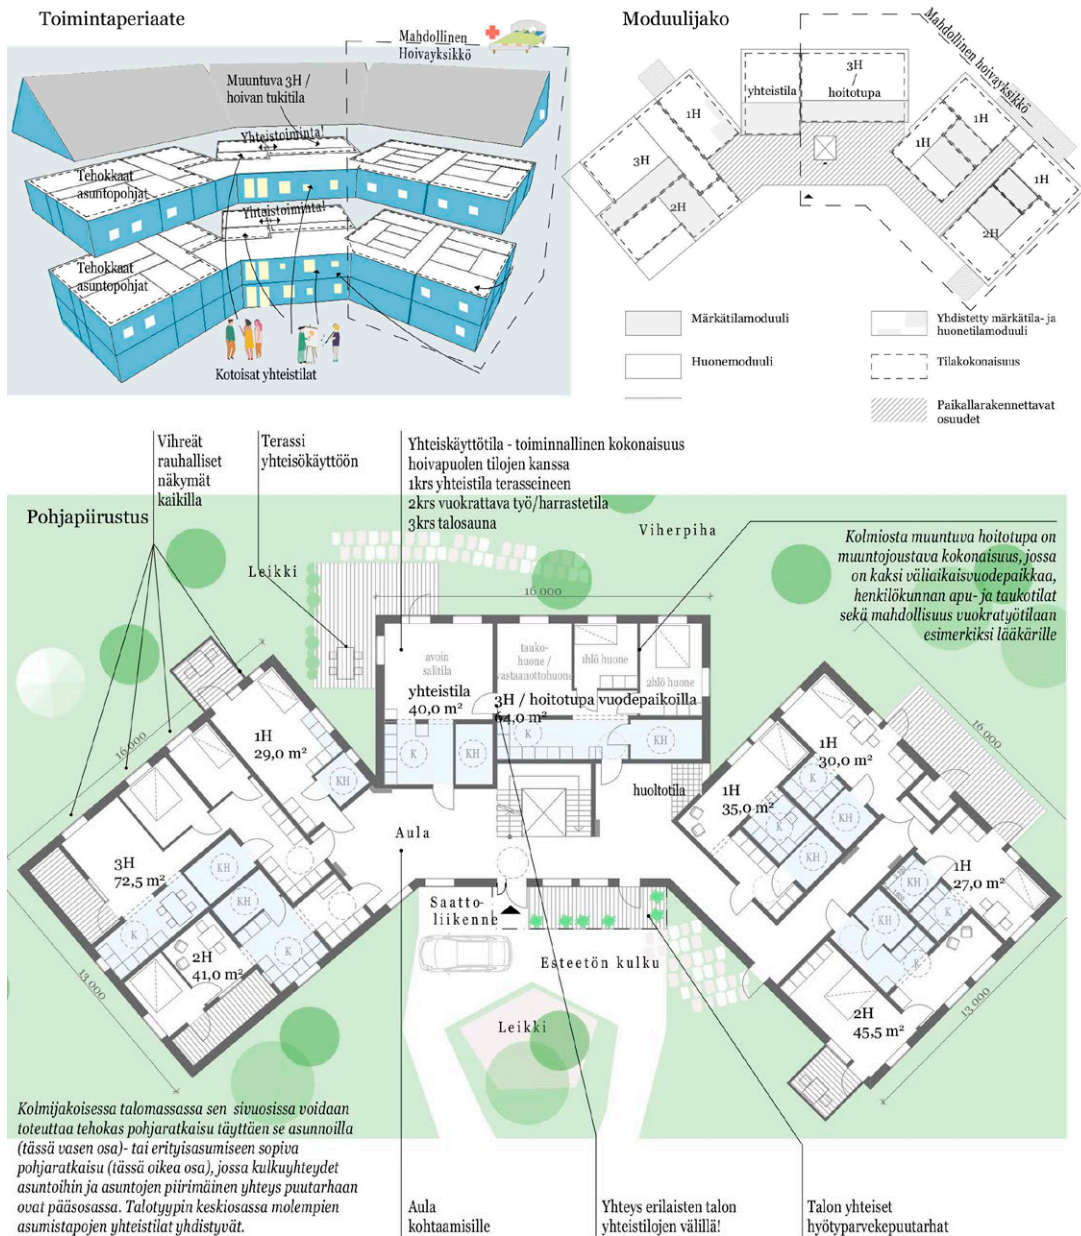 Toimintaperiaate
Mahdollinen
Hoivayksikkö
Muuntuva 3H /
hoivan tukitila
Yhteistoiminta!
Tehokkaat
asuntopohjat
Yhteistoiminta!
Tehokkaat
asuntopohjat
Kotoisat yhteistilat
Moduulijako
Mahdollinen hoivayksikkö
yhteistila
3H
/
hoitotupa
1H
3H
2H
1H
1H
1H
2H
Märkätilamoduuli
Huonemoduuli
Yhdistetty märkätila- ja
huonetilamoduuli
Tilakokonaisuus
Paikallarakennettavat
osuudet
Vihreät
rauhalliset
näkymät
kaikilla
Terassi
yhteisökäyttöön
Yhteiskäyttötila - toiminnallinen kokonaisuus
hoivapuolen tilojen kanssa
1krs yhteistila terasseineen
2krs vuokrattava työ/harrastetila
3krs talosauna
Pohjapiirustus
Viherpiha
Kolmiosta muuntuva hoitotupa on
muuntojoustava kokonaisuus, jossa
on kaksi väliaikaisvuodepaikkaa,
henkilökunnan apu- ja taukotilat
sekä mahdollisuus vuokratyötilaan
esimerkiksi lääkärille
Leikki
16 000
avoin
salitila
yhteistila
40,0 m²
tauko-
huone /
vastaanottohuone
1hlö huone
2hlö huone
3H / hoitotupa vuodepaikoilla
64,0 m²
K
KH
K
KH
huoltotila
16 000
1H
29,0 m²
KH
3H
72,5 m²
KH
KH
K
K
2H
41,0 m²
13 000
Aula
16 000
1H
30,0 m²
K
KH
1H
35,0 m²
K
KH
1H
27,0 m²
KH
K
KH
K
2H
45,5 m²
13 000
Saatto-
liikenne
Esteetön kulku
Leikki
Kolmijakoisessa talomassassa sen sivuosissa voidaan
toteuttaa tehokas pohjaratkaisu täyttäen se asunnoilla
(tässä vasen osa)- tai erityisasumiseen sopiva
pohjaratkaisu (tässä oikea osa), jossa kulkuyhteydet
asuntoihin ja asuntojen piirimäinen yhteys puutarhaan
ovat pääsosassa. Talotyypin keskiosassa molempien
asumistapojen yhteistilat yhdistyvät.
Aula
kohtaamisille
Yhteys erilaisten talon
yhteistilojen välillä!
Talon yhteiset
hyötyparvekepuutarhat